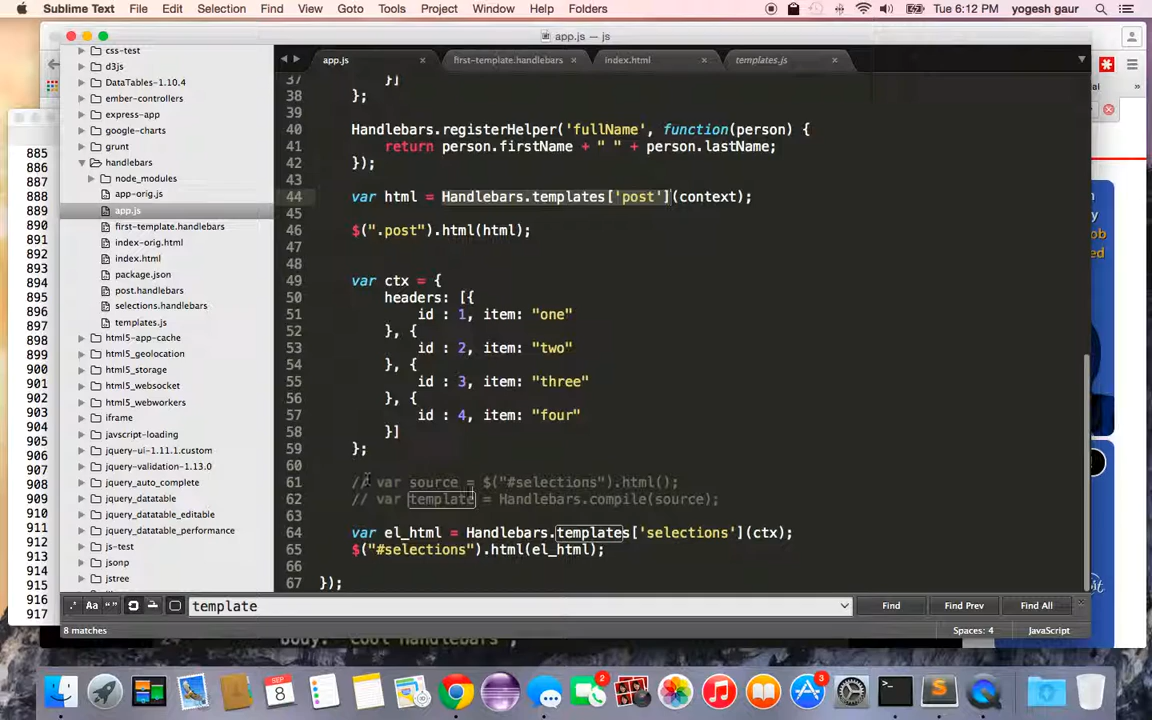 Sublime Text File Edit Selection Find View Goto Tools Project Window Help Folders Tue 6:12 PM yogesh gaur
app.js — js
css-test
d3js
DataTables-1.10.4
ember-controllers
express-app
google-charts
grunt
handlebars
node_modules
app-orig.js
app.js
first-template.handlebars
index-orig.html
index.html
package.json
post.handlebars
selections.handlebars
templates.js
html5-app-cache
html5_geolocation
html5_storage
html5_websocket
html5_webworkers
iframe
javscript-loading
jquery-ui-1.11.1.custom
jquery-validation-1.13.0
jquery_auto_complete
jquery_datatable
jquery_datatable_editable
jquery_datatable_performance
js-test
jsonp
jstree
885
886
887
888
889
890
891
892
893
894
895
896
897
898
899
900
901
902
903
904
905
906
907
908
909
910
911
912
913
914
915
916
917
app.js first-template.handlebars index.html templates.js
37 }]
38 };
39
40 Handlebars.registerHelper('fullName', function(person) {
41 return person.firstName + " " + person.lastName;
42 });
43
44 var html = Handlebars.templates['post'](context);
45
46 $(".post").html(html);
47
48
49 var ctx = {
50 headers: [{
51 id : 1, item: "one"
52 }, {
53 id : 2, item: "two"
54 }, {
55 id : 3, item: "three"
56 }, {
57 id : 4, item: "four"
58 }]
59 };
60
61 // var source = $("#selections").html();
62 // var template = Handlebars.compile(source);
63
64 var el_html = Handlebars.templates['selections'](ctx);
65 $("#selections").html(el_html);
66
67 });
template
Find Find Prev Find All
8 matches Spaces: 4 JavaScript
8
2
3